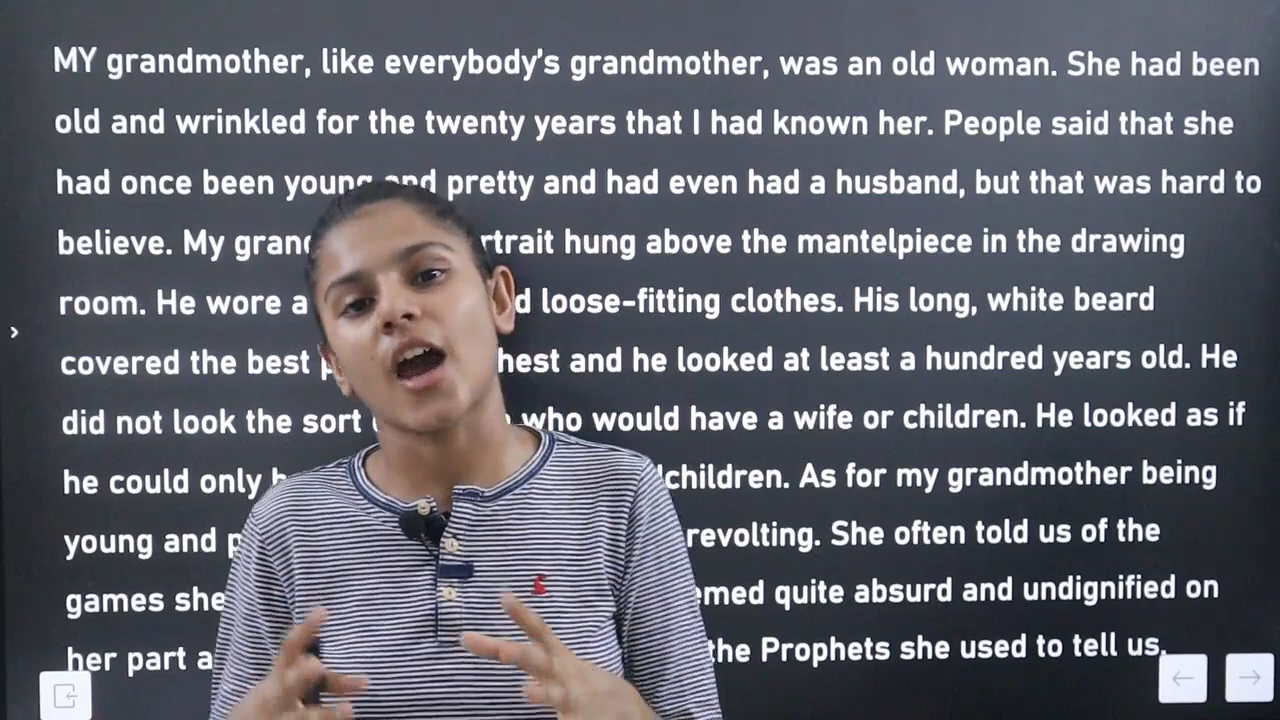 MY grandmother, like everybody's grandmother, was an old woman. She had been
old and wrinkled for the twenty years that I had known her. People said that she
had once been young and pretty and had even had a husband, but that was hard to
believe. My hung above the mantelpiece in the drawing
room. He wore a loose-fitting clothes. His long, white beard
covered the best and he looked at least a hundred years old. He
did not look the sort who would have a wife or children. He looked as if
he could only As for my grandmother being
young and revolting. She often told us of the
games she quite absurd and undignified on
her part the Prophets she used to tell us.